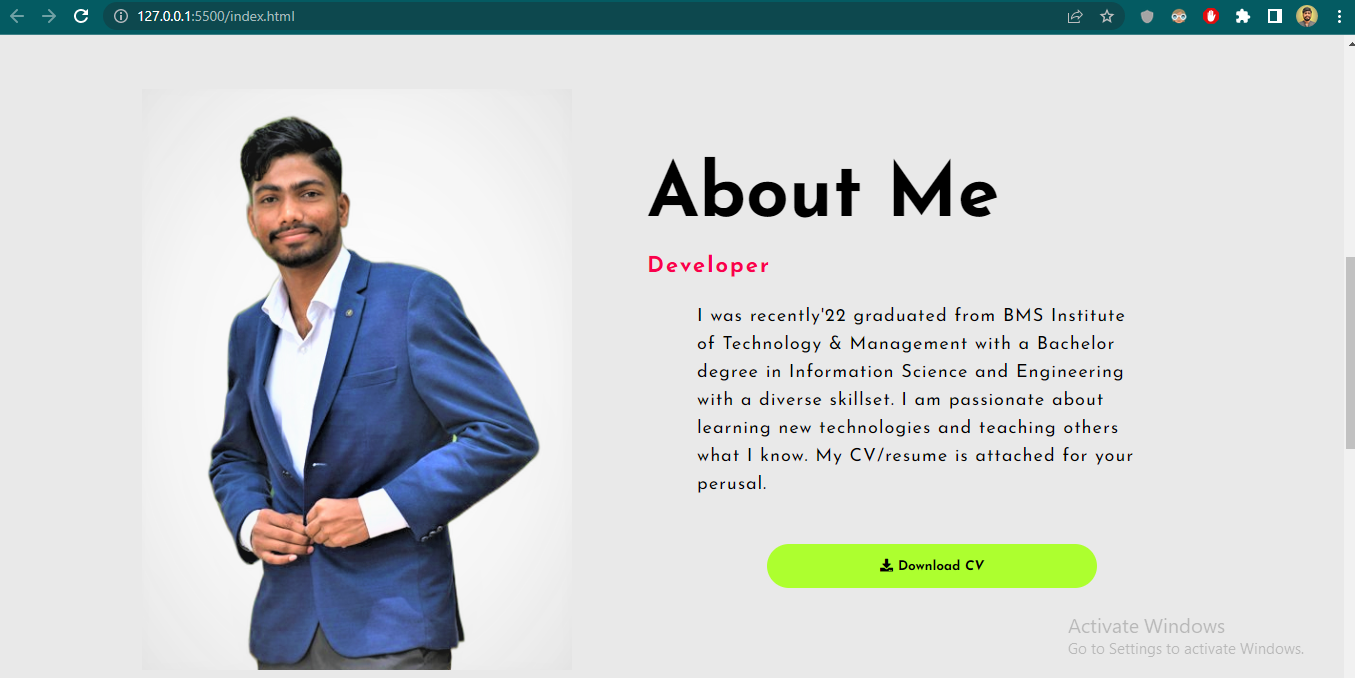 127.0.0.1:5500/index.html
About Me
Developer
I was recently'22 graduated from BMS Institute
of Technology & Management with a Bachelor
degree in Information Science and Engineering
with a diverse skillset. I am passionate about
learning new technologies and teaching others
what I know. My CV/resume is attached for your
perusal.
Download CV
Activate Windows
Go to Settings to activate Windows.